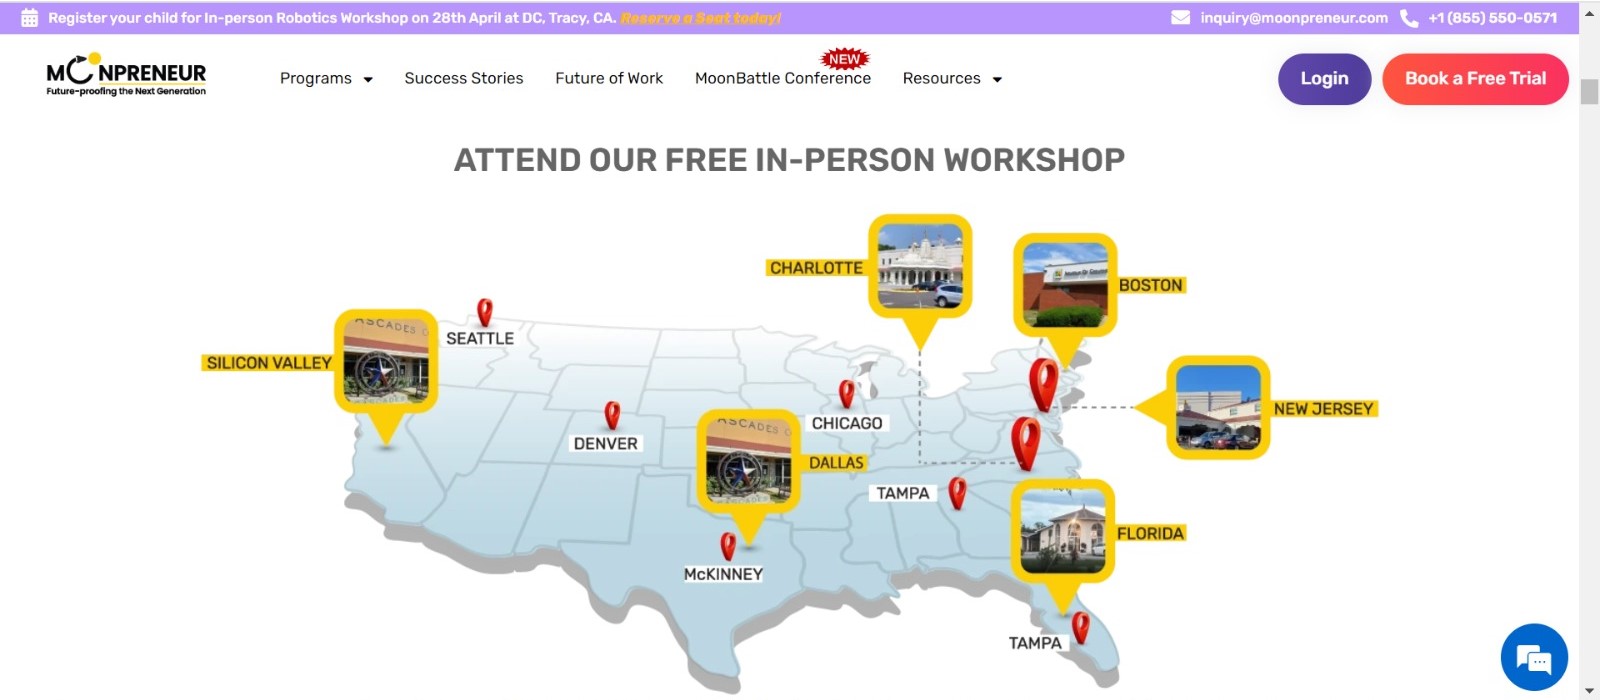 Register your child for In-person Robotics Workshop on 28th April at DC, Tracy, CA. Reserve a Seat today!
inquiry@moonpreneur.com
+1 (855) 550-0571
MOONPRENEUR
Future-proofing the Next Generation
Programs
Success Stories
Future of Work
NEW
MoonBattle Conference
Resources
Login
Book a Free Trial
ATTEND OUR FREE IN-PERSON WORKSHOP
CHARLOTTE
BOSTON
SEATTLE
ASCADES
SILICON VALLEY
NEW JERSEY
CHICAGO
DENVER
ASCADES
DALLAS
TAMPA
FLORIDA
McKINNEY
TAMPA